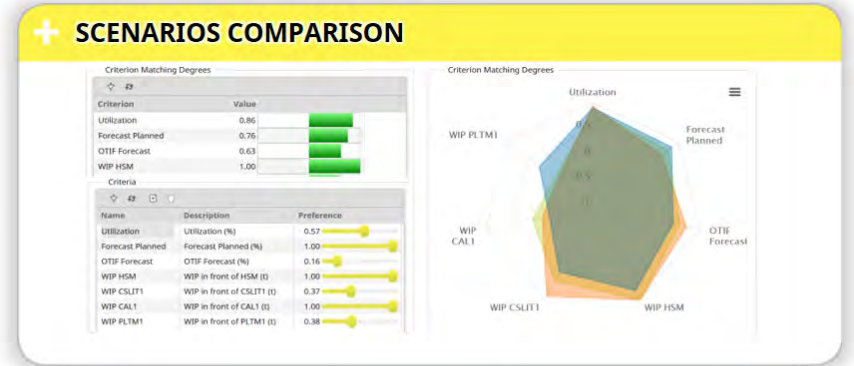 SCENARIOS COMPARISON
Criterion Matching Degrees
Criterion Value
Utilization 0.86
Forecast Planned 0.76
OTIF Forecast 0.63
WIP HSM 1.00
Criteria
Name Description Preference
Utilization Utilization (%) 0.57
Forecast Planned Forecast Planned (%) 1.00
OTIF Forecast OTIF Forecast (%) 0.16
WIP HSM WIP in front of HSM (t) 1.00
WIP CSLIT1 WIP in front of CSLIT1 (t) 0.37
WIP CAL1 WIP in front of CAL1 (t) 1.00
WIP PLTM1 WIP in front of PLTM1 (t) 0.38
Criterion Matching Degrees
Utilization
Forecast
Planned
WIP PLTM1
0
0.5
WIP
CAL1
OTIF
Forecast
WIP CSLIT1
WIP HSM